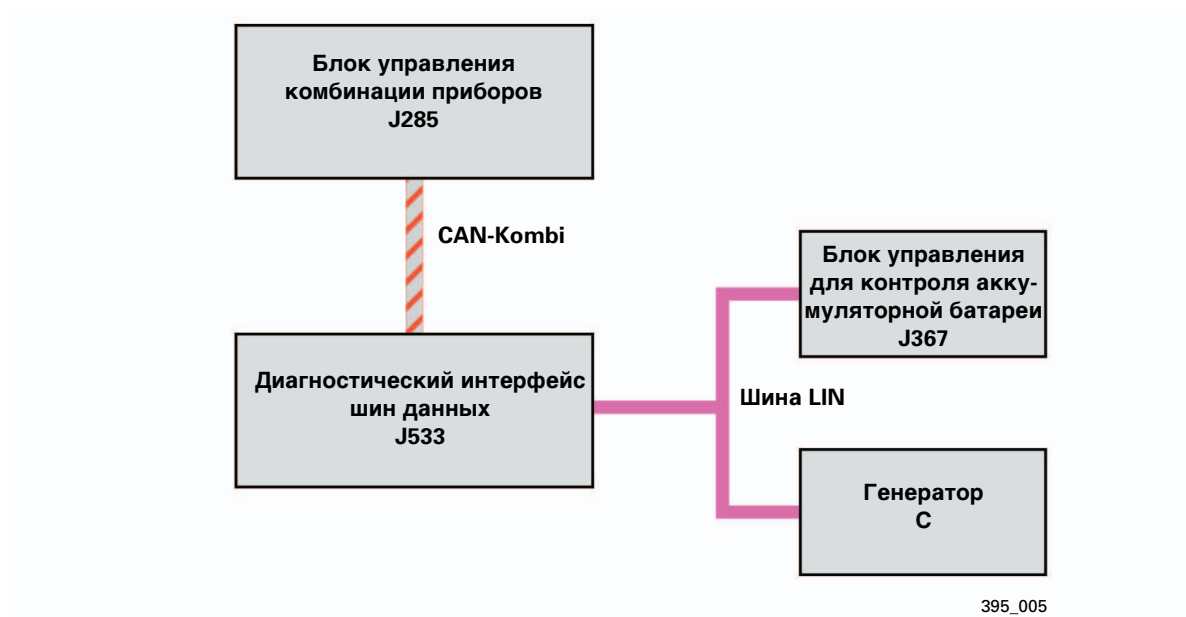 Блок управления
комбинации приборов
J285
CAN-Kombi
Блок управления
для контроля акку-
муляторной батареи
J367
Диагностический интерфейс
шин данных
J533
Шина LIN
Генератор
C
395_005